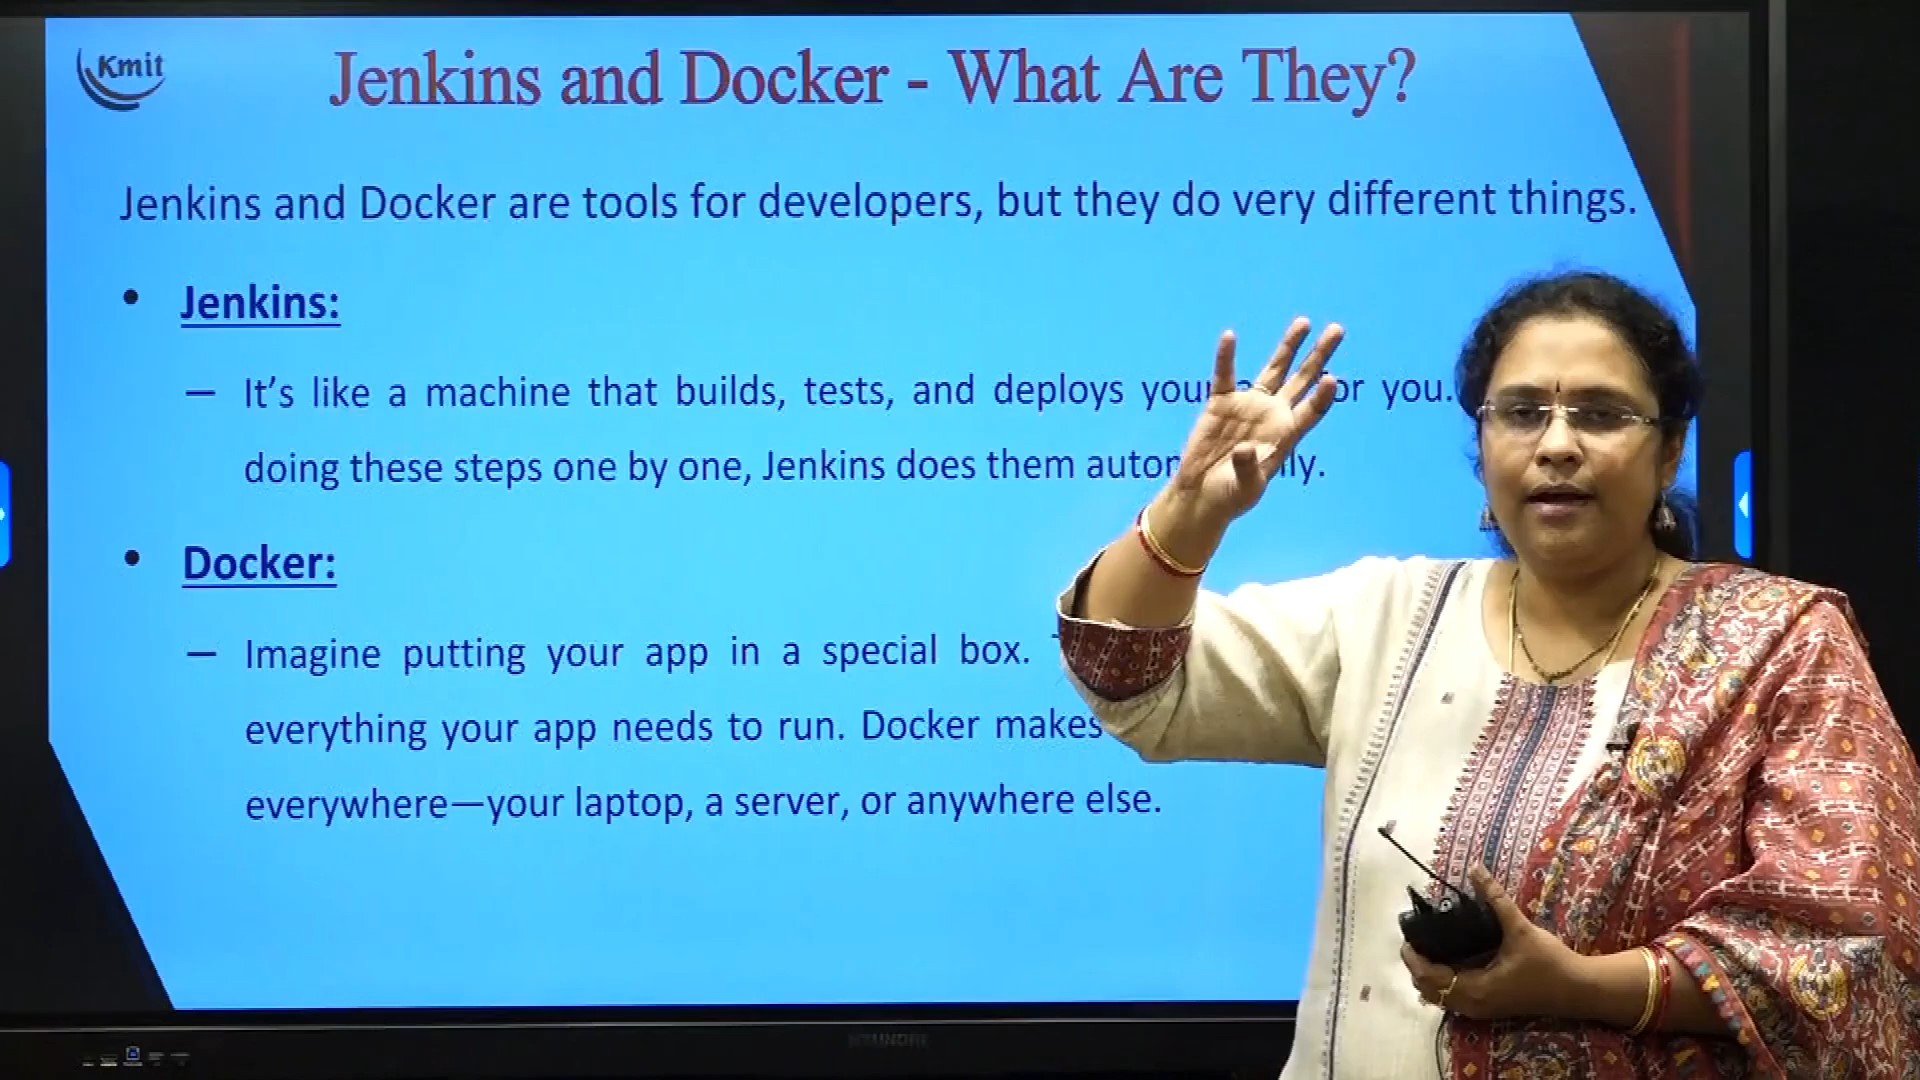 Kmit
Jenkins and Docker - What Are They?
Jenkins and Docker are tools for developers, but they do very different things.
• Jenkins:
– It’s like a machine that builds, tests, and deploys your for you.
doing these steps one by one, Jenkins does them
• Docker:
– Imagine putting your app in a special box.
everything your app needs to run. Docker makes
everywhere—your laptop, a server, or anywhere else.